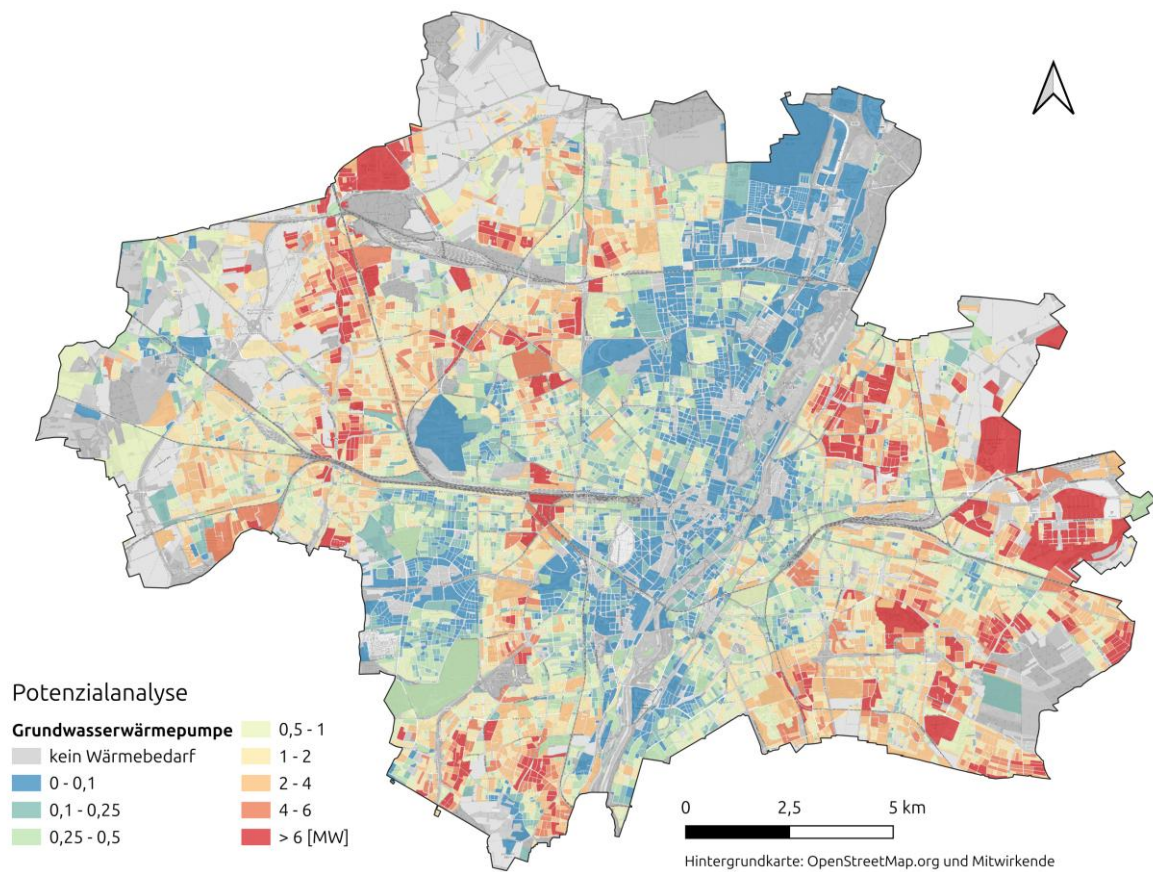 Potenzialanalyse
Grundwasserwärmepumpe
kein Wärmebedarf
0 - 0,1
0,1 - 0,25
0,25 - 0,5
0,5 - 1
1 - 2
2 - 4
4 - 6
> 6 [MW]
0 2,5 5 km
Hintergrundkarte: OpenStreetMap.org und Mitwirkende